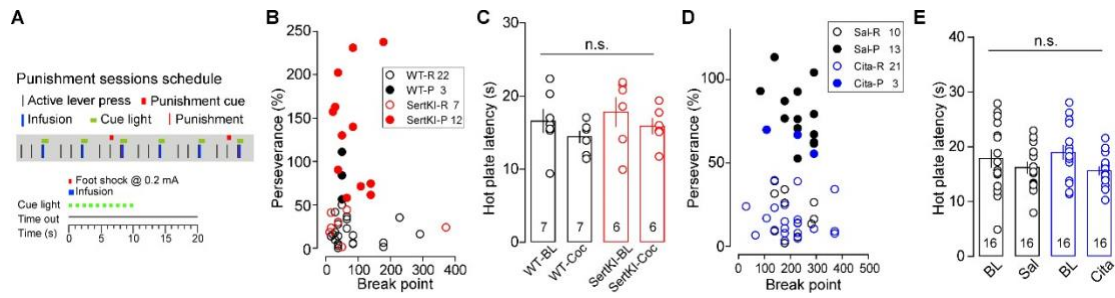 A
Punishment sessions schedule
Active lever press
Punishment cue
Infusion
Cue light
Punishment
Foot shock @ 0.2 mA
Infusion
Cue light
Time out
Time (s)
0 10 20
B
Perseverance (%)
250
200
150
100
50
0
0 100 200 300 400
Break point
WT-R 22
WT-P 3
SertKI-R 7
SertKI-P 12
C
Hot plate latency (s)
30
20
10
0
n.s.
7 7 6 6
WT-BL
WT-Coc
SertKI-BL
SertKI-Coc
D
Perseverance (%)
100
50
0
0 200 400
Break point
Sal-R 10
Sal-P 13
Cita-R 21
Cita-P 3
E
Hot plate latency (s)
40
30
20
10
0
n.s.
16 16 16 16
BL
Sal
BL
Cita